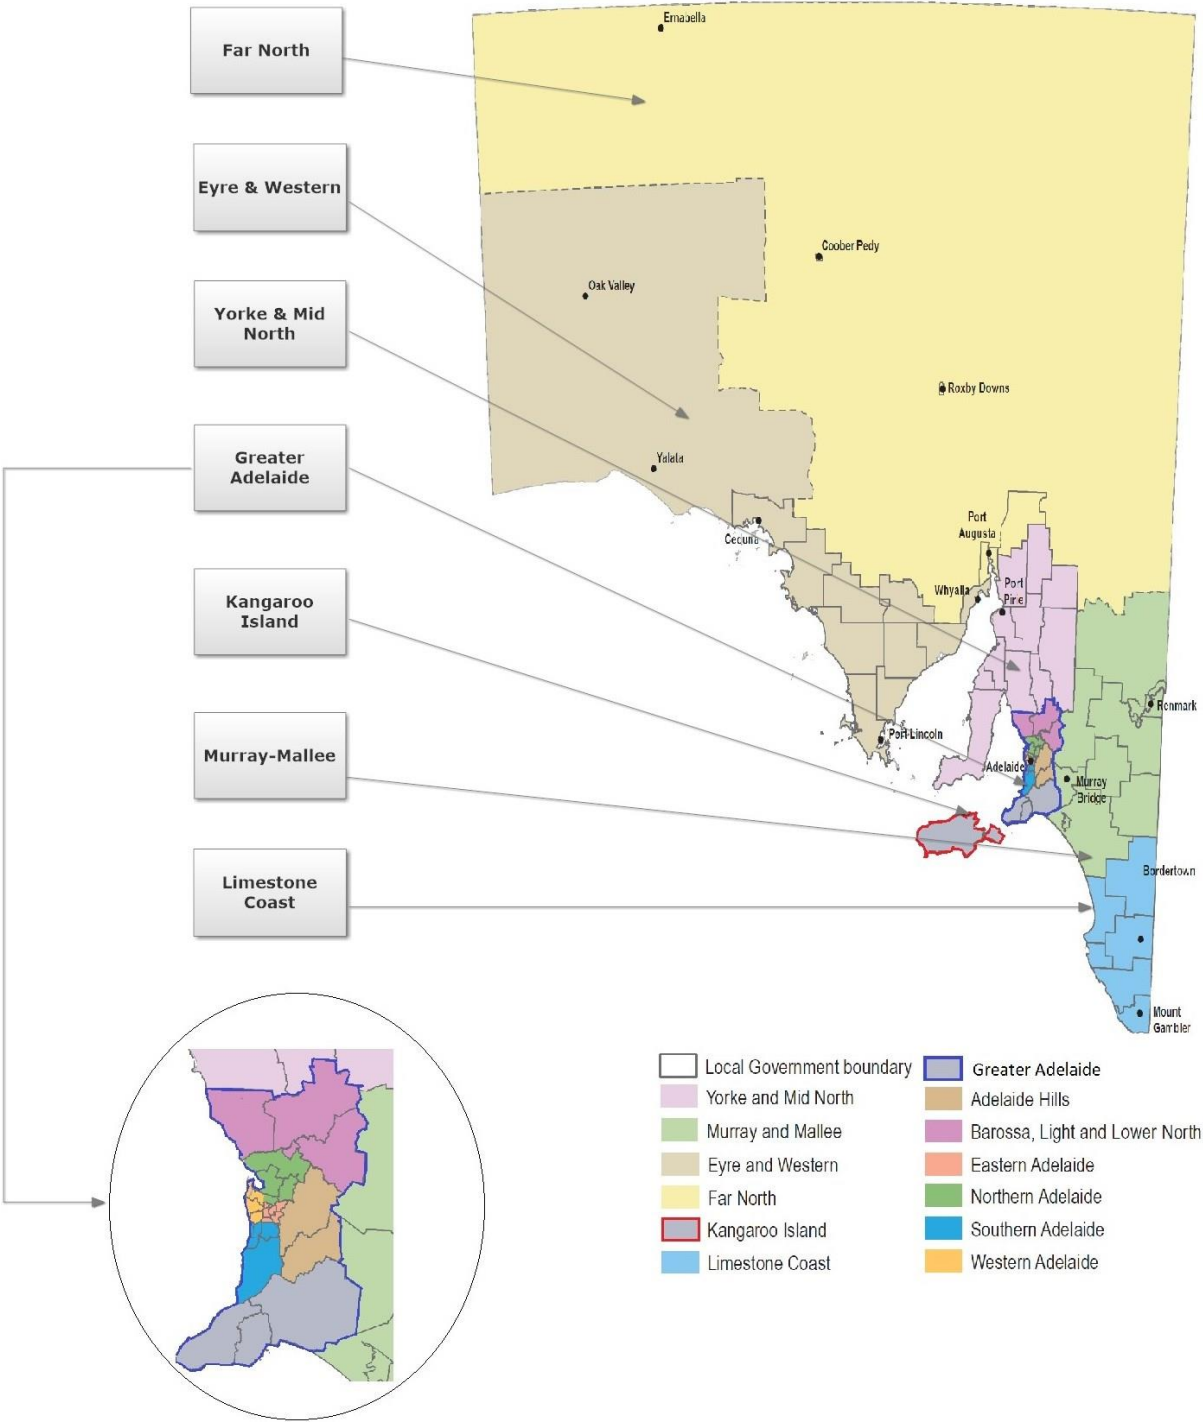 Far North
Eyre & Western
Yorke & Mid
North
Greater
Adelaide
Kangaroo
Island
Murray-Mallee
Limestone
Coast
Ernabella
Coober Pedy
Oak Valley
Roxby Downs
Yalata
Ceduna
Port
Augusta
Whyalla
Port
Pirie
Renmark
Port Lincoln
Adelaide
Murray
Bridge
Bordertown
Mount
Gambier
Local Government boundary
Yorke and Mid North
Murray and Mallee
Eyre and Western
Far North
Kangaroo Island
Limestone Coast
Greater Adelaide
Adelaide Hills
Barossa, Light and Lower North
Eastern Adelaide
Northern Adelaide
Southern Adelaide
Western Adelaide